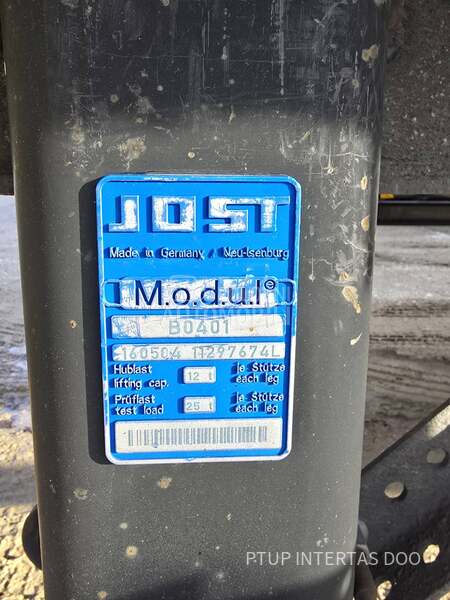 JOST
Made in Germany / Neu-Isenburg
M.o.d.u.l®
B0401
160504 11297674L
Hublast 12 t je Stütze
lifting cap. each leg
Prüflast 25 t je Stütze
test load each leg
PTUP INTERTAS DOO